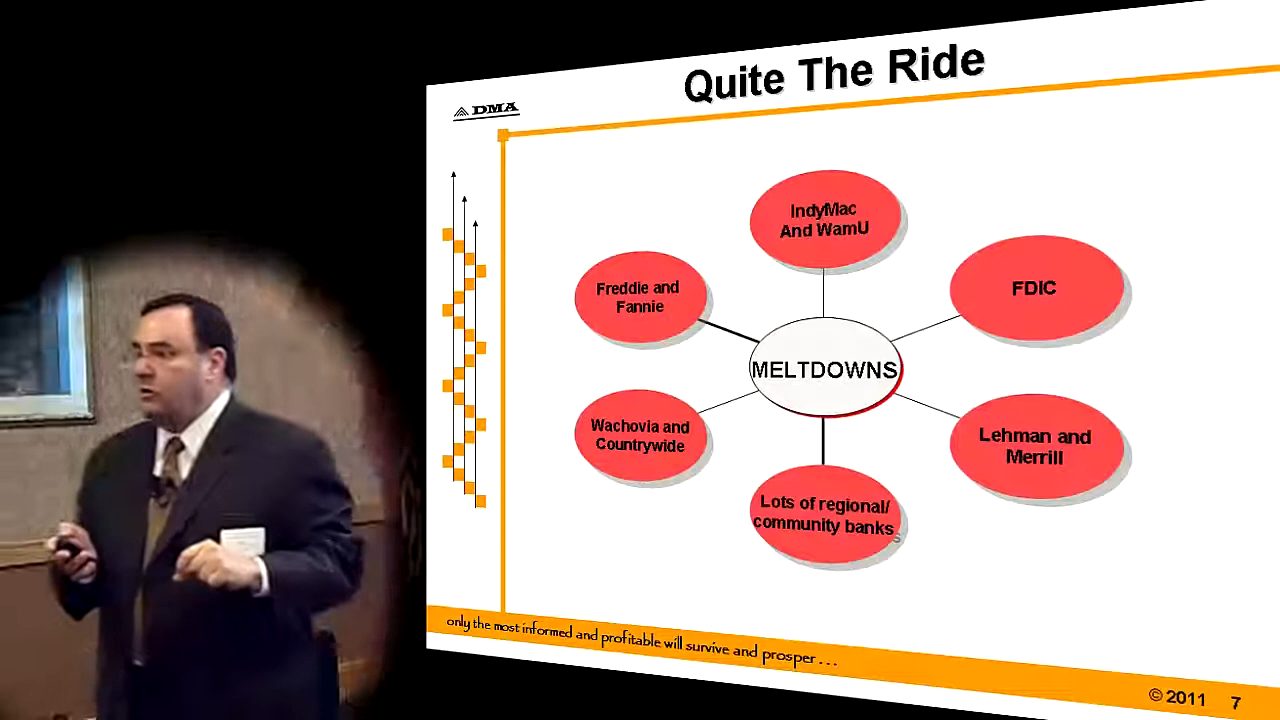 Quite The Ride
DMA
IndyMac
And WamU
Freddie and
Fannie
FDIC
MELTDOWNS
Wachovia and
Countrywide
Lehman and
Merrill
Lots of regional/
community banks
only the most informed and profitable will survive and prosper . . .
© 2011 7